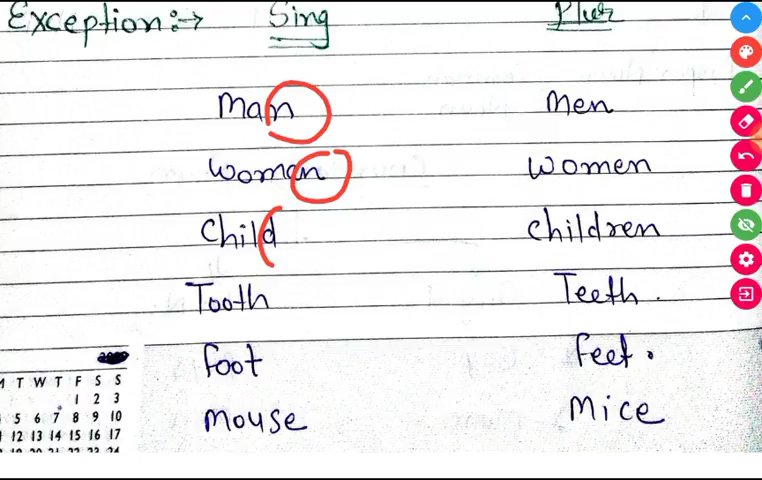 Exception:→ Sing Plur
Man Men
Woman Women
Child Children
Tooth Teeth.
Foot Feet.
Mouse Mice
M T W T F S S
1 2 3
5 6 7 8 9 10
12 13 14 15 16 17